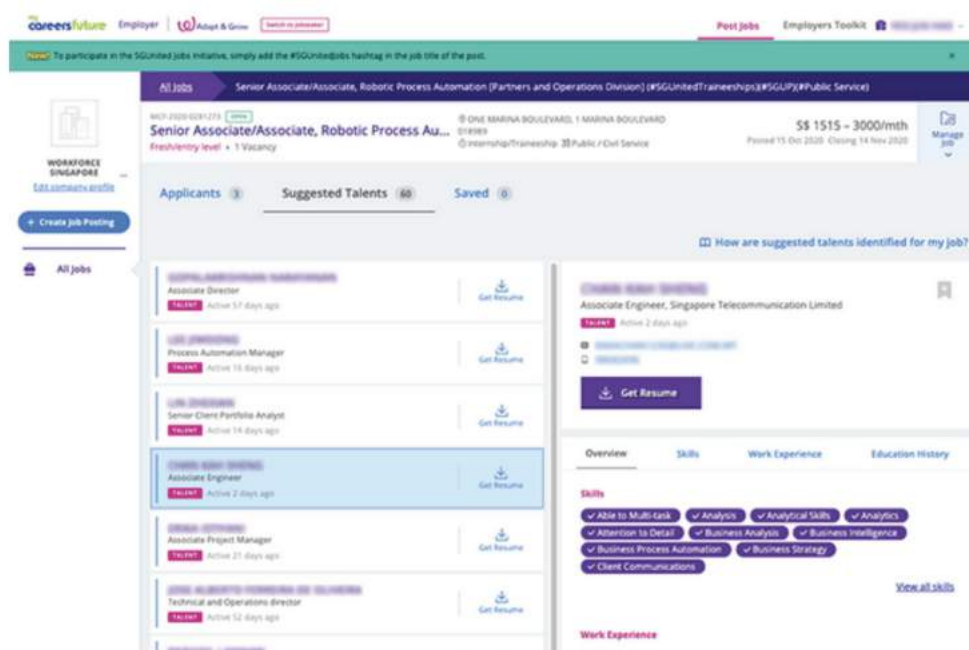 my
careersfuture Employer Adapt & Grow Switch to jobseeker Post Jobs Employers Toolkit
New! To participate in the SGUnited Jobs Initiative, simply add the #SGUnitedJobs hashtag in the job title of the post.
All Jobs Senior Associate/Associate, Robotic Process Automation [Partners and Operations Division] (#SGUnitedTraineeships)(#SGUP)(#Public Service)
MCF-2020-0281273 OPEN
Senior Associate/Associate, Robotic Process Au...
Fresh/entry level • 1 Vacancy
ONE MARINA BOULEVARD, 1 MARINA BOULEVARD
018989
Internship/Traineeship Public / Civil Service
S$ 1515 – 3000/mth
Posted 15 Oct 2020 Closing 14 Nov 2020
Manage
Job
WORKFORCE
SINGAPORE
Edit company profile
+ Create Job Posting
All Jobs
Applicants 3 Suggested Talents 60 Saved 0
How are suggested talents identified for my job?
Associate Director
TALENT Active 57 days ago
Get Resume
Process Automation Manager
TALENT Active 15 days ago
Get Resume
Senior Client Portfolio Analyst
TALENT Active 14 days ago
Get Resume
Associate Engineer
TALENT Active 2 days ago
Get Resume
Associate Project Manager
TALENT Active 21 days ago
Get Resume
Technical and Operations director
TALENT Active 52 days ago
Get Resume
Associate Engineer, Singapore Telecommunication Limited
TALENT Active 2 days ago
Get Resume
Overview Skills Work Experience Education History
Skills
Able to Multi-task Analysis Analytical Skills Analytics
Attention to Detail Business Analysis Business Intelligence
Business Process Automation Business Strategy
Client Communications
View all skills
Work Experience